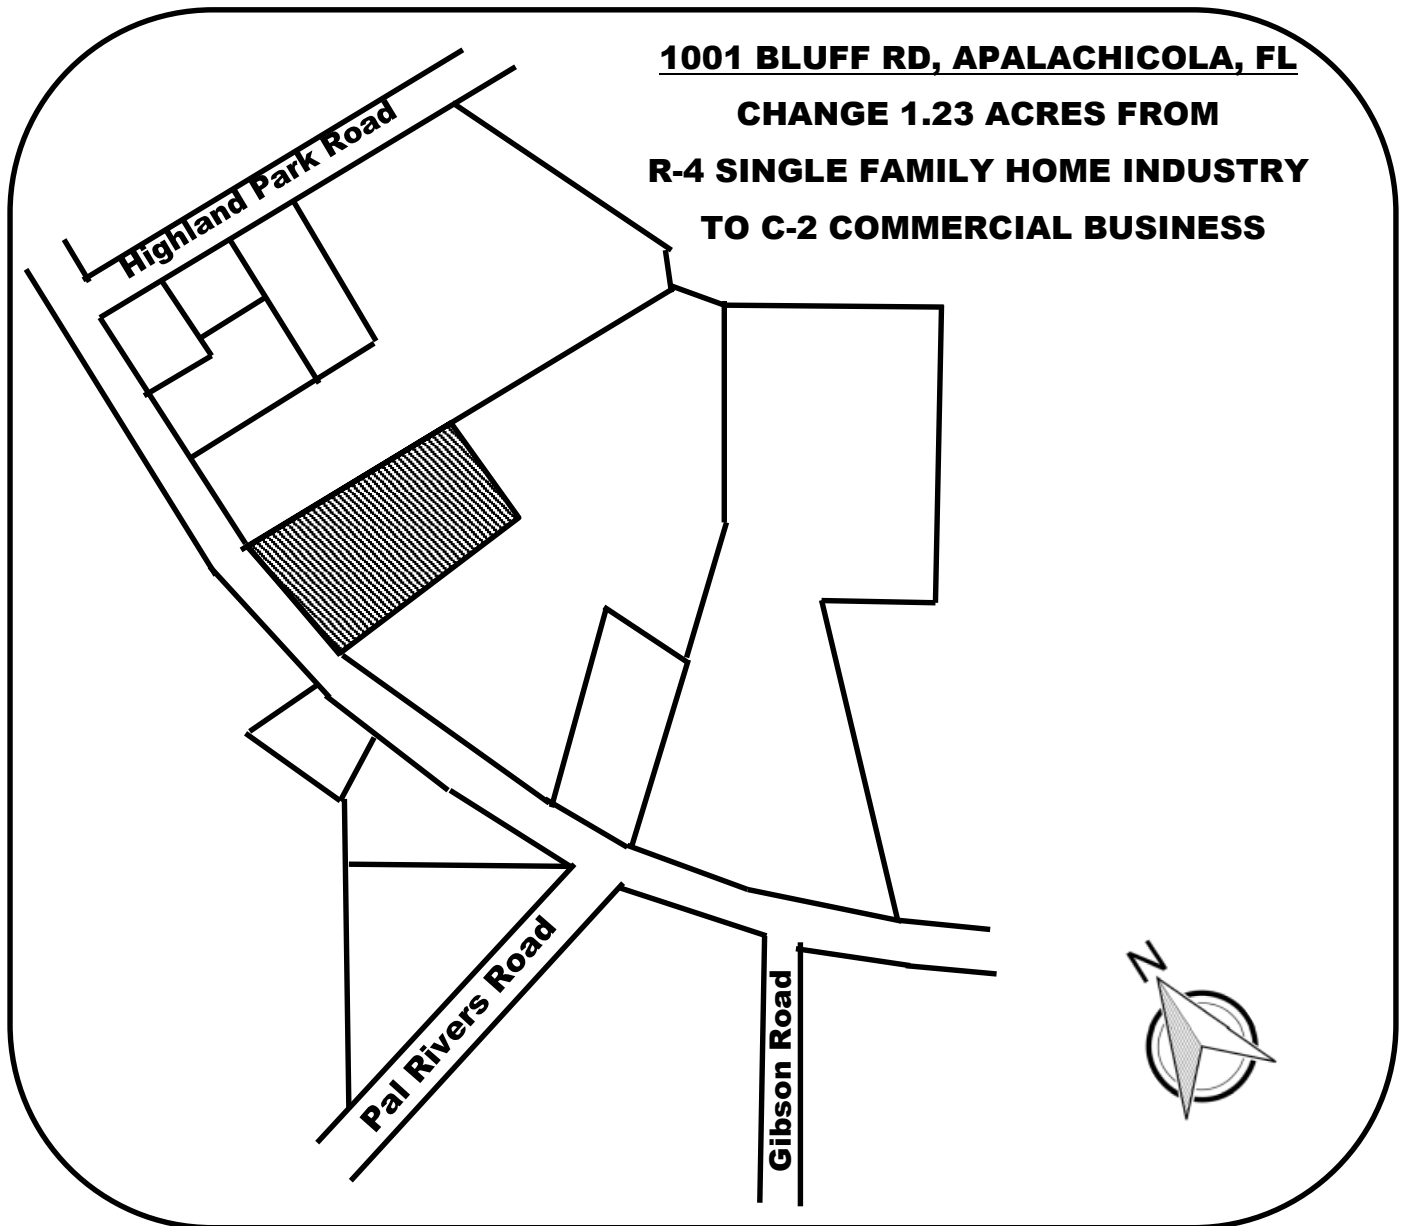 1001 BLUFF RD, APALACHICOLA, FL
CHANGE 1.23 ACRES FROM
R-4 SINGLE FAMILY HOME INDUSTRY
TO C-2 COMMERCIAL BUSINESS
Highland Park Road
Pal Rivers Road
Gibson Road
N